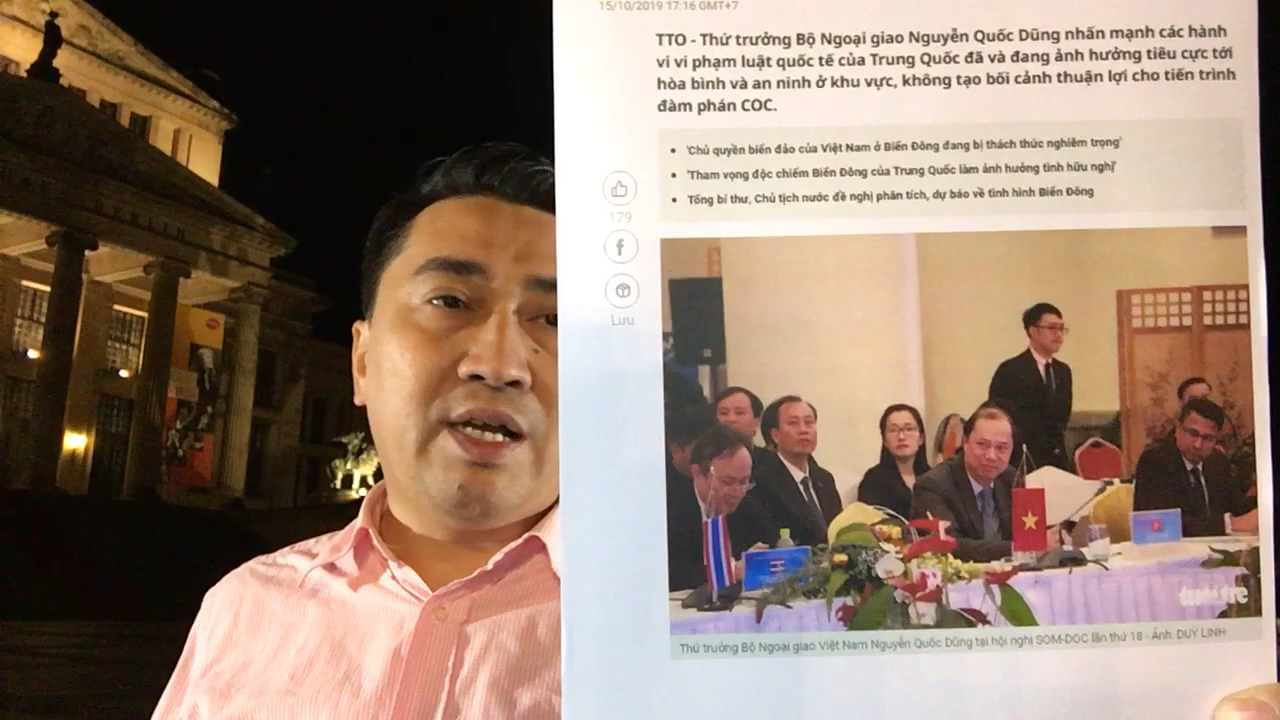 15/10/2019 17:16 GMT+7
TTO - Thứ trưởng Bộ Ngoại giao Nguyễn Quốc Dũng nhấn mạnh các hành
vi vi phạm luật quốc tế của Trung Quốc đã và đang ảnh hưởng tiêu cực tới
hòa bình và an ninh ở khu vực, không tạo bối cảnh thuận lợi cho tiến trình
đàm phán COC.
• 'Chủ quyền biển đảo của Việt Nam ở Biển Đông đang bị thách thức nghiêm trọng'
• 'Tham vọng độc chiếm Biển Đông của Trung Quốc làm ảnh hưởng tình hữu nghị'
• Tổng bí thư, Chủ tịch nước đề nghị phân tích, dự báo về tình hình Biển Đông
179
f
Lưu
Thứ trưởng Bộ Ngoại giao Việt Nam Nguyễn Quốc Dũng tại hội nghị SOM-DOC lần thứ 18 - Ảnh: DUY LINH